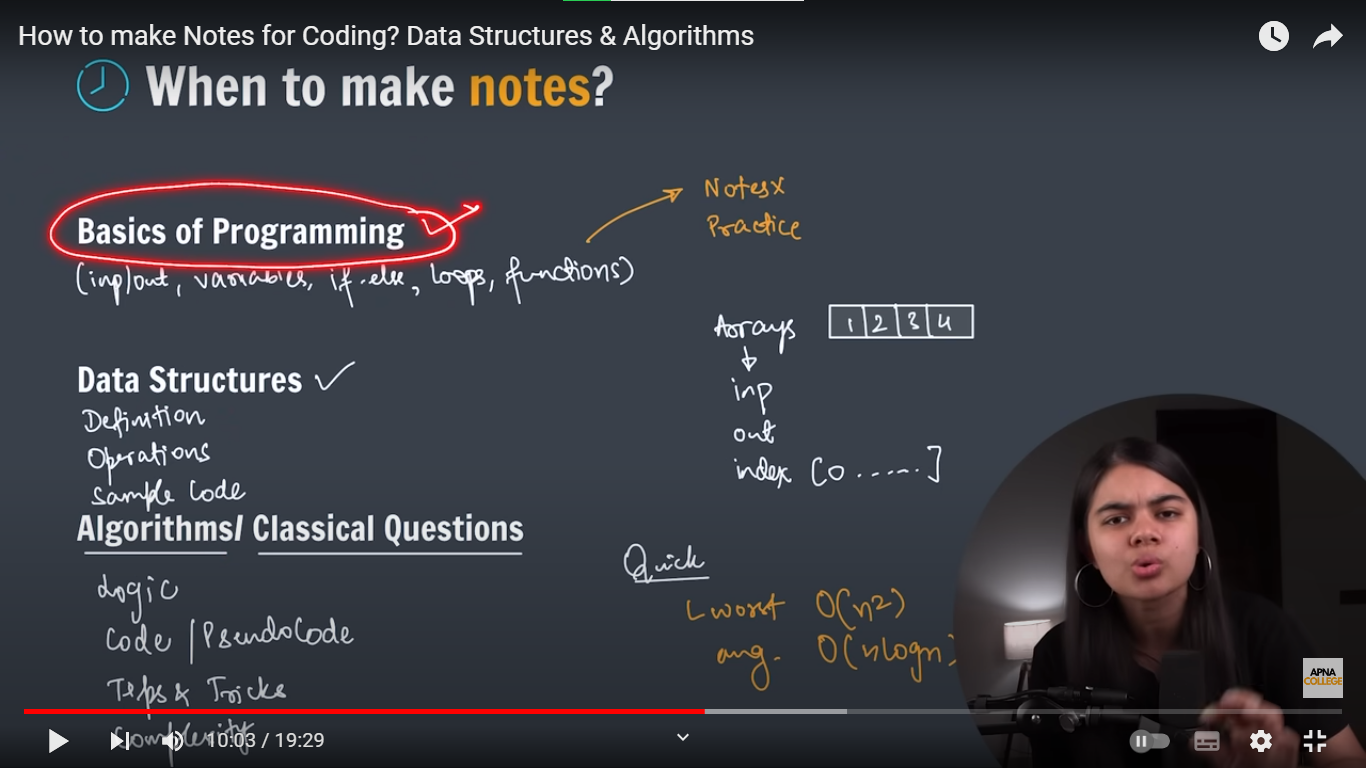 How to make Notes for Coding? Data Structures & Algorithms
When to make notes?
Basics of Programming
(inp/out, variables, if-else, loops, functions)
Notes x
Practice
Arrays 1 2 3 4
inp
out
index [0 ......]
Data Structures
Definition
Operations
Sample Code
Algorithms/ Classical Questions
Logic
Code / PseudoCode
Tips & Tricks
Complexity
Quick
worst O(n2)
avg. O(nlogn)
APNA
COLLEGE
10:03 / 19:29